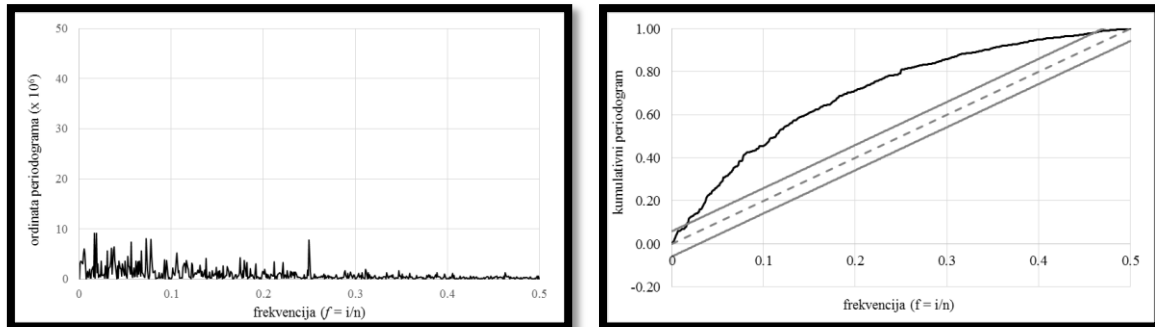 50
40
30
20
10
0
ordinata periodograma (x 10⁶)
0 0.1 0.2 0.3 0.4 0.5
frekvencija (f = i/n)
1.00
0.80
0.60
0.40
0.20
0.00
-0.20
kumulativni periodogram
0 0.1 0.2 0.3 0.4 0.5
frekvencija (f = i/n)